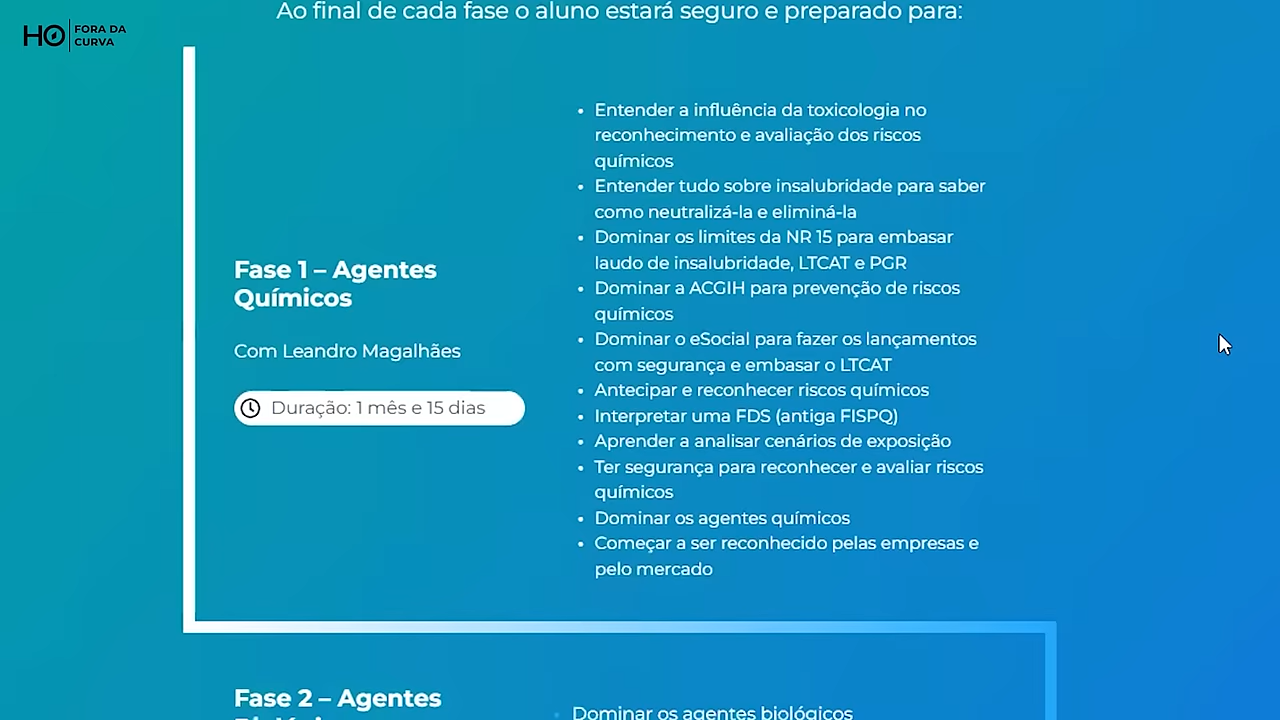 Ao final de cada fase o aluno estará seguro e preparado para:
HO FORA DA
CURVA
Entender a influência da toxicologia no
reconhecimento e avaliação dos riscos
químicos
Entender tudo sobre insalubridade para saber
como neutralizá-la e eliminá-la
Dominar os limites da NR 15 para embasar
laudo de insalubridade, LTCAT e PGR
Dominar a ACGIH para prevenção de riscos
químicos
Dominar o eSocial para fazer os lançamentos
com segurança e embasar o LTCAT
Antecipar e reconhecer riscos químicos
Interpretar uma FDS (antiga FISPQ)
Aprender a analisar cenários de exposição
Ter segurança para reconhecer e avaliar riscos
químicos
Dominar os agentes químicos
Começar a ser reconhecido pelas empresas e
pelo mercado
Fase 1 – Agentes
Químicos
Com Leandro Magalhães
Duração: 1 mês e 15 dias
Fase 2 – Agentes
Dominar os agentes biológicos